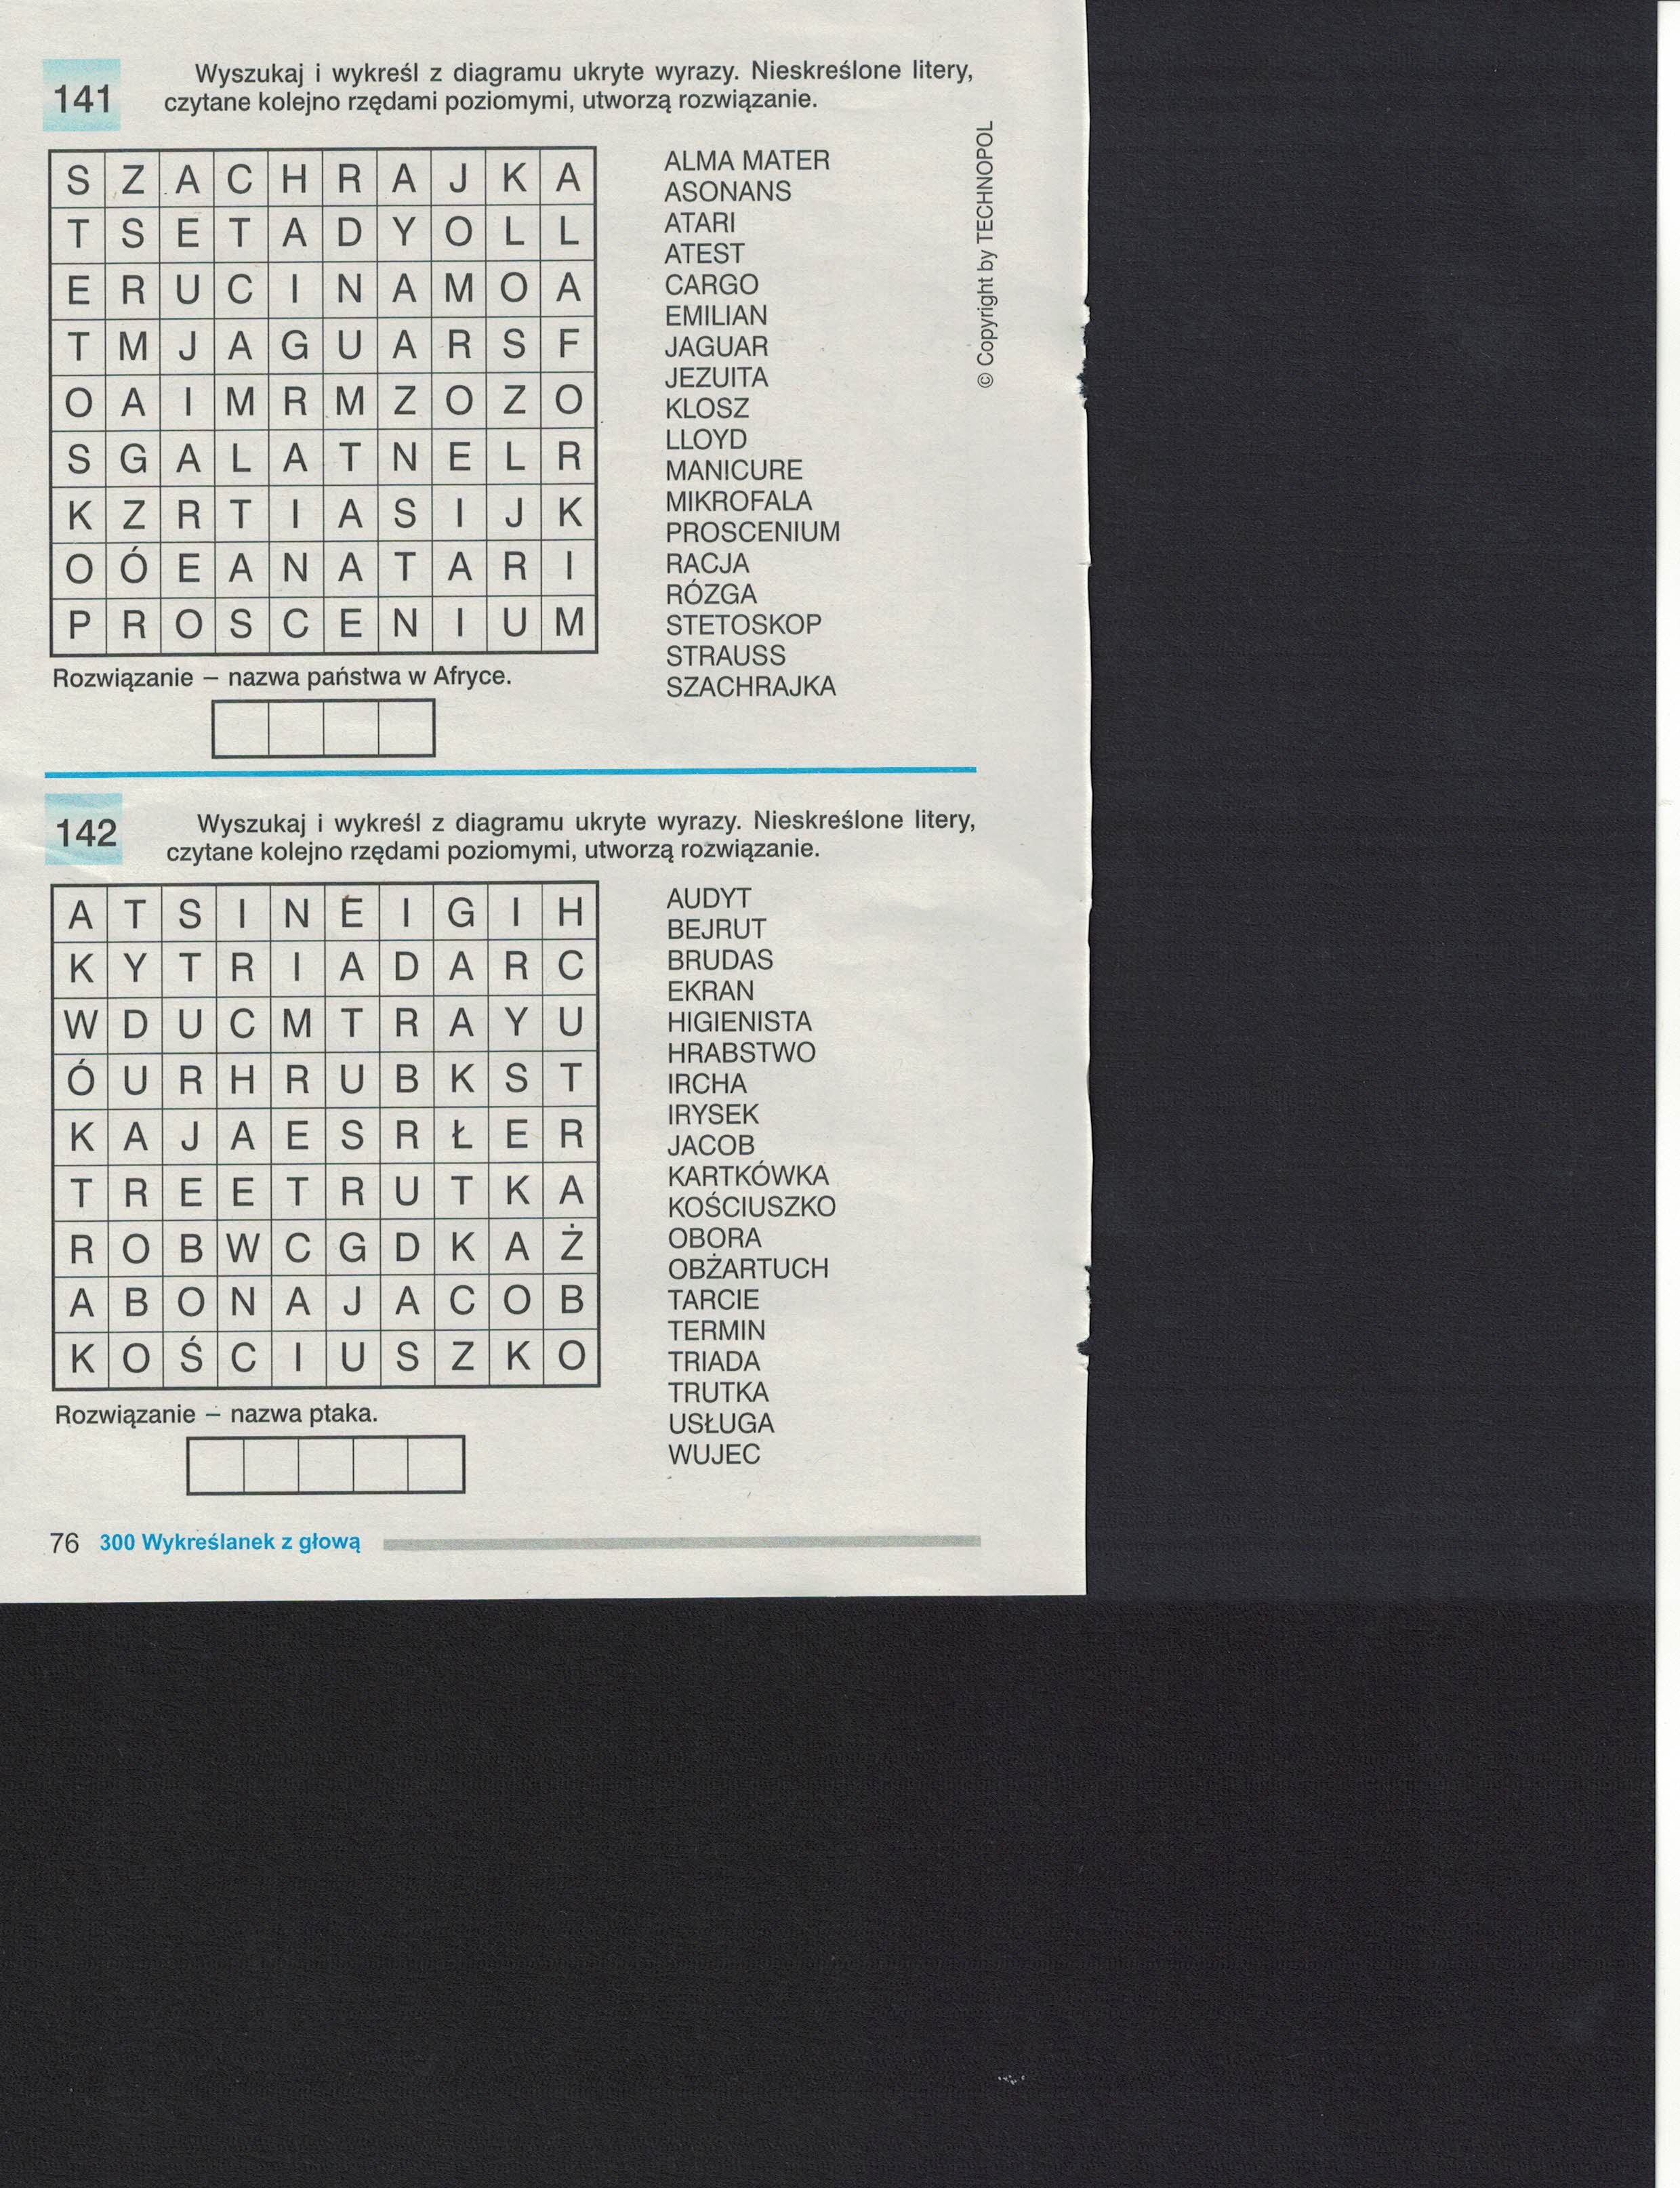 141
Wyszukaj i wykreśl z diagramu ukryte wyrazy. Nieskreślone litery,
czytane kolejno rzędami poziomymi, utworzą rozwiązanie.
S Z A C H R A J K A
T S E T A D Y O L L
E R U C I N A M O A
T M J A G U A R S F
O A I M R M Z O Z O
S G A L A T N E L R
K Z R T I A S I J K
O Ó E A N A T A R I
P R O S C E N I U M
Rozwiązanie – nazwa państwa w Afryce.
ALMA MATER
ASONANS
ATARI
ATEST
CARGO
EMILIAN
JAGUAR
JEZUITA
KLOSZ
LLOYD
MANICURE
MIKROFALA
PROSCENIUM
RACJA
RÓZGA
STETOSKOP
STRAUSS
SZACHRAJKA
© Copyright by TECHNOPOL
142
Wyszukaj i wykreśl z diagramu ukryte wyrazy. Nieskreślone litery,
czytane kolejno rzędami poziomymi, utworzą rozwiązanie.
A T S I N E I G I H
K Y T R I A D A R C
W D U C M T R A Y U
Ó U R H R U B K S T
K A J A E S R Ł E R
T R E E T R U T K A
R O B W C G D K A Ż
A B O N A J A C O B
K O Ś C I U S Z K O
Rozwiązanie – nazwa ptaka.
AUDYT
BEJRUT
BRUDAS
EKRAN
HIGIENISTA
HRABSTWO
IRCHA
IRYSEK
JACOB
KARTKÓWKA
KOŚCIUSZKO
OBORA
OBŻARTUCH
TARCIE
TERMIN
TRIADA
TRUTKA
USŁUGA
WUJEC
76 300 Wykreślanek z głową